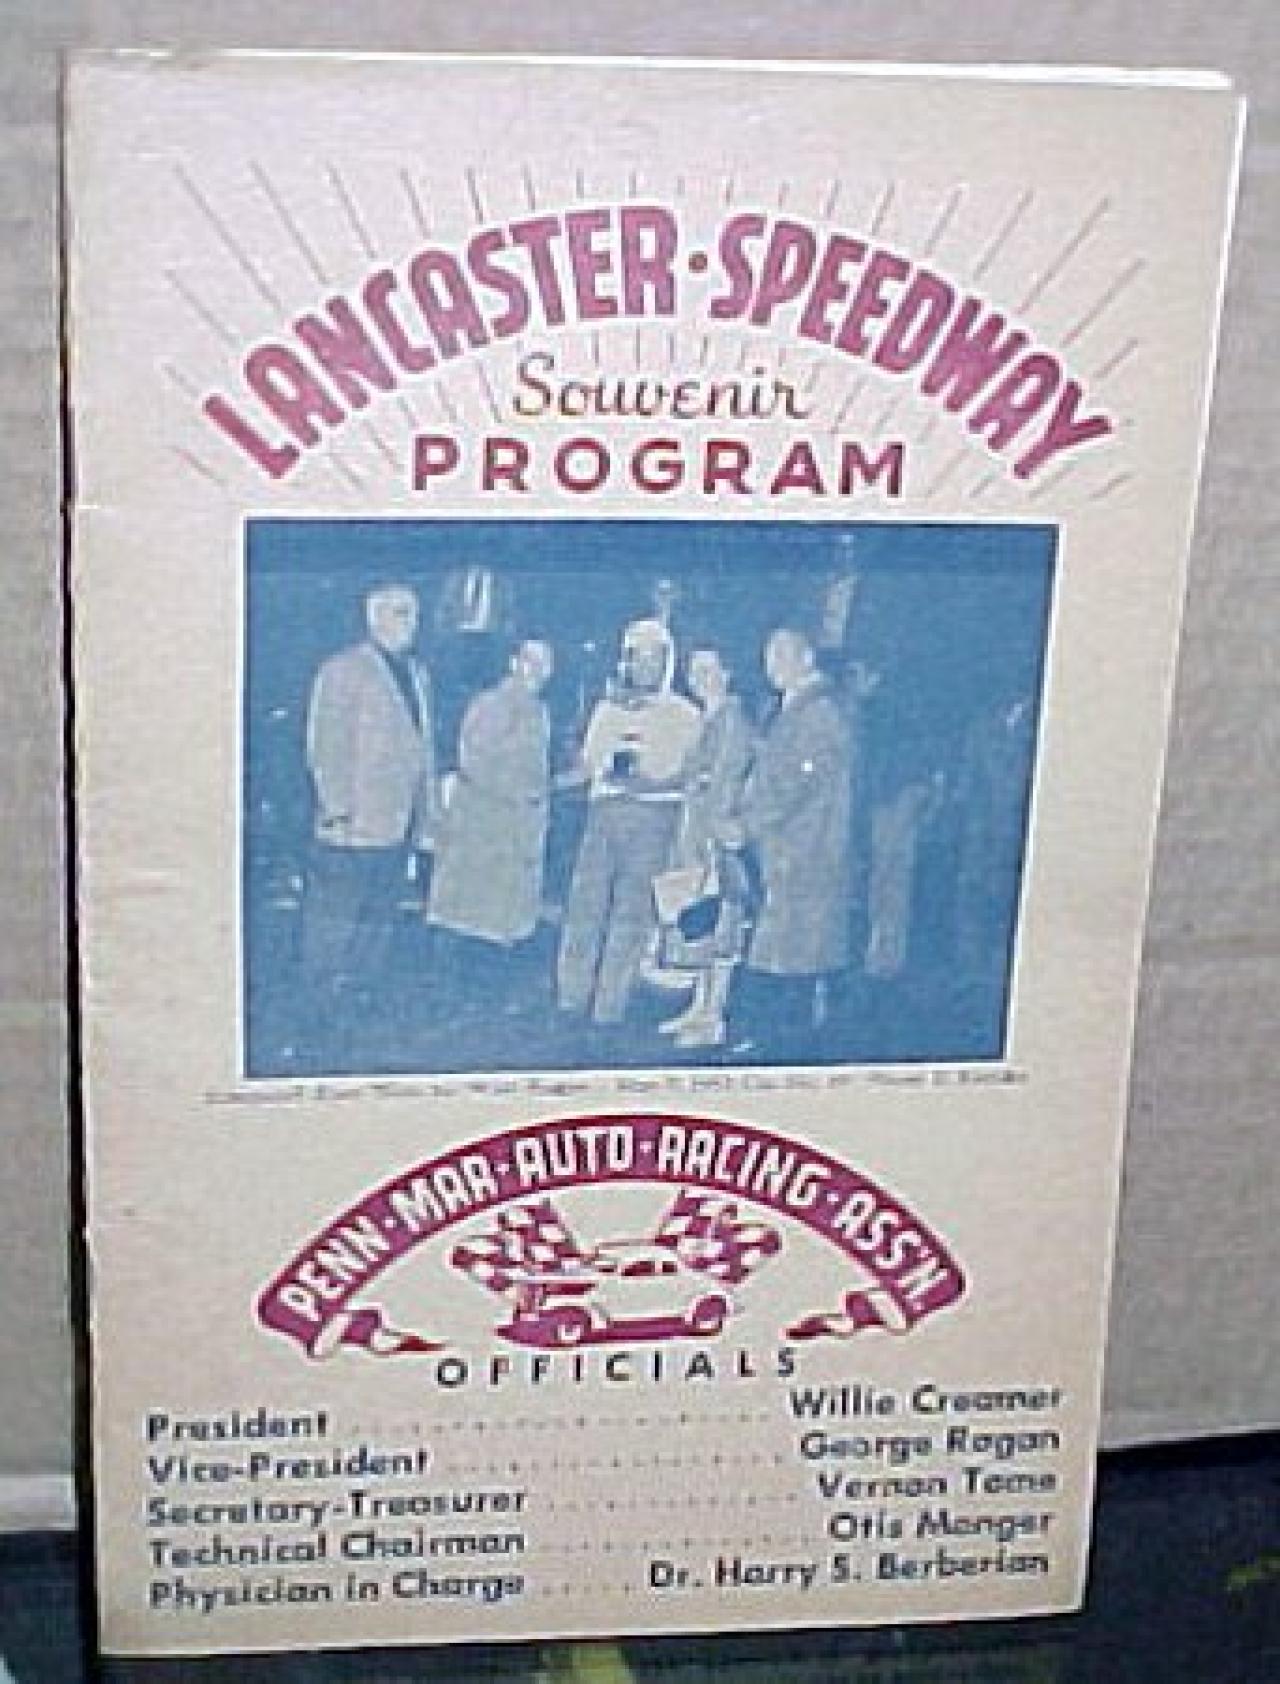 LANCASTER·SPEEDWAY
Souvenir
PROGRAM
PENN·MAR·AUTO·RACING·ASS'N.
OFFICIALS
President Willie Creamer
Vice-President George Ragan
Secretary-Treasurer Vernon Tome
Technical Chairman Otis Manger
Physician in Charge Dr. Harry S. Berberian